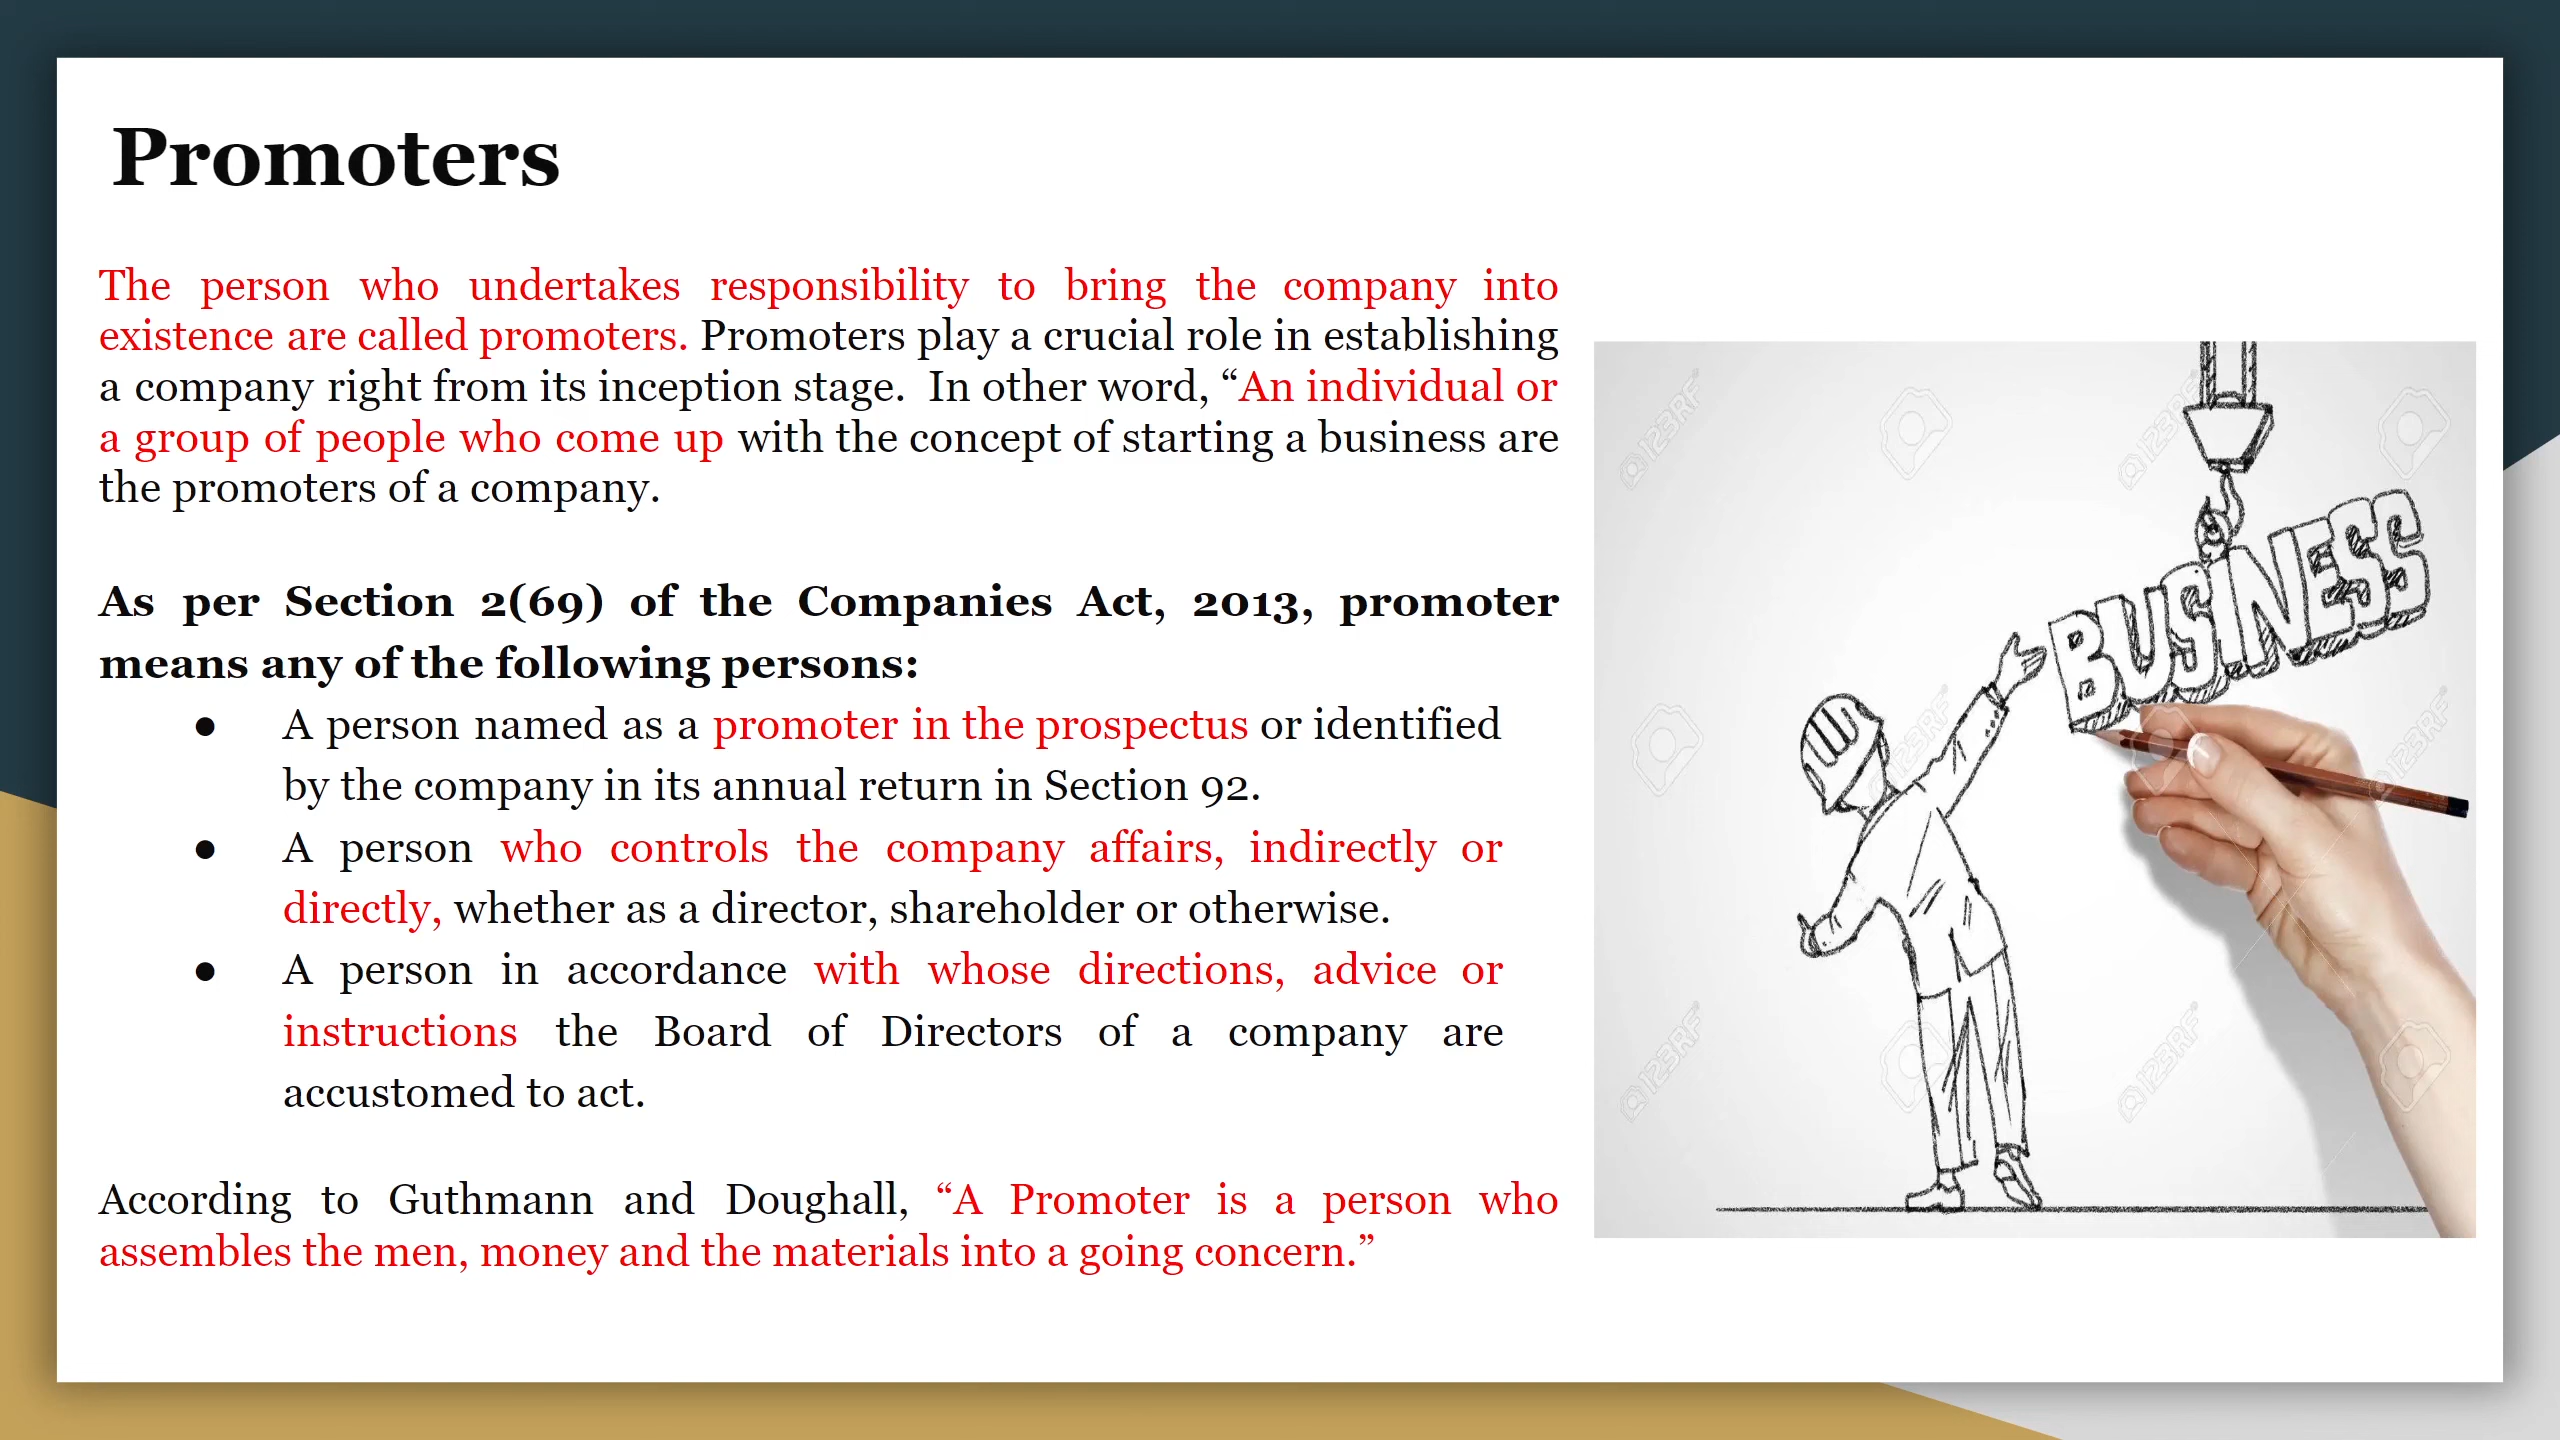 Promoters
The person who undertakes responsibility to bring the company into
existence are called promoters. Promoters play a crucial role in establishing
a company right from its inception stage.  In other word, “An individual or
a group of people who come up with the concept of starting a business are
the promoters of a company.
As per Section 2(69) of the Companies Act, 2013, promoter
means any of the following persons:
● A person named as a promoter in the prospectus or identified
by the company in its annual return in Section 92.
● A person who controls the company affairs, indirectly or
directly, whether as a director, shareholder or otherwise.
● A person in accordance with whose directions, advice or
instructions the Board of Directors of a company are
accustomed to act.
According to Guthmann and Doughall, “A Promoter is a person who
assembles the men, money and the materials into a going concern.”
BUSINESS
123RF
123RF
123RF
123RF
123RF
123RF